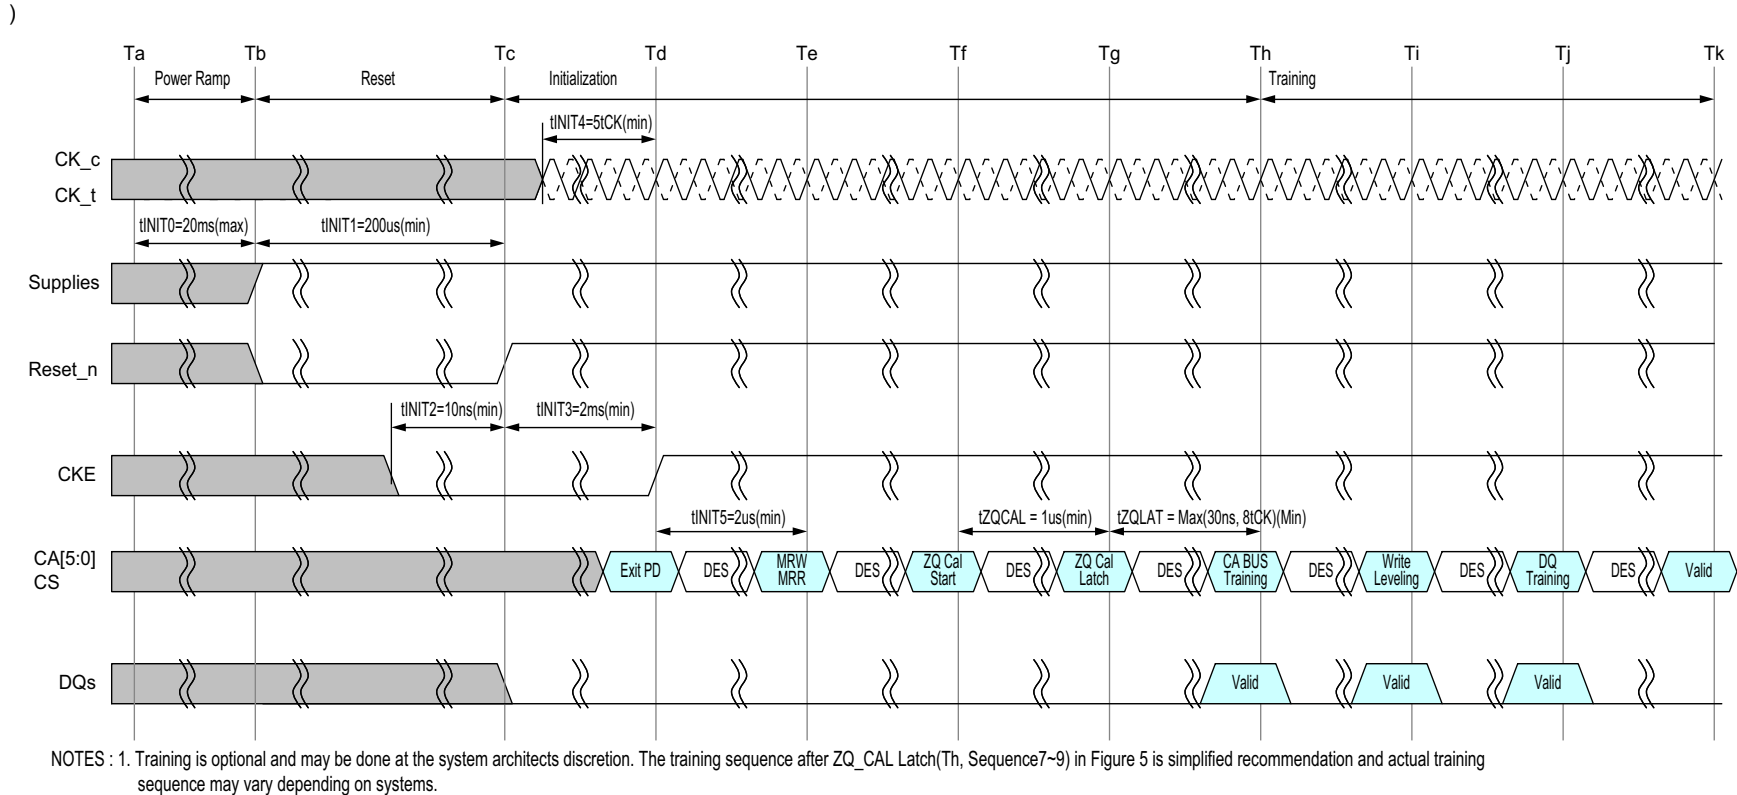 )
Ta Tb Tc Td Te Tf Tg Th Ti Tj Tk
Power Ramp Reset Initialization Training
tINIT4=5tCK(min)
CK_c
CK_t
tINIT0=20ms(max) tINIT1=200us(min)
Supplies
Reset_n
tINIT2=10ns(min) tINIT3=2ms(min)
CKE
tINIT5=2us(min) tZQCAL = 1us(min) tZQLAT = Max(30ns, 8tCK)(Min)
CA[5:0]
CS
Exit PD DES MRW MRR DES ZQ Cal Start DES ZQ Cal Latch DES CA BUS Training DES Write Leveling DES DQ Training DES Valid
DQs Valid Valid Valid
NOTES : 1. Training is optional and may be done at the system architects discretion. The training sequence after ZQ_CAL Latch(Th, Sequence7~9) in Figure 5 is simplified recommendation and actual training
sequence may vary depending on systems.